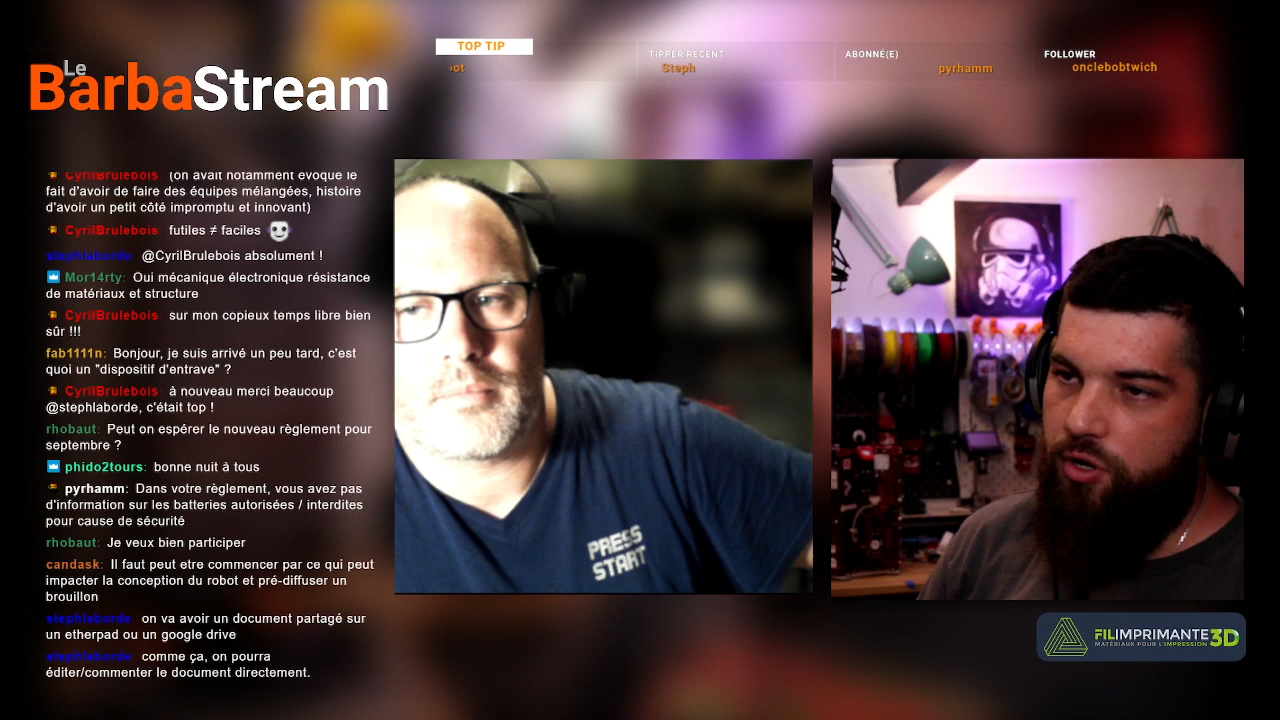 Le
BarbaStream
TOP TIP
TIPPER RÉCENT
Steph
ABONNÉ(E)
pyrhamm
FOLLOWER
onclebobtwich
CyrilBrulebois: (on avait notamment évoqué le
fait d'avoir de faire des équipes mélangées, histoire
d'avoir un petit côté impromptu et innovant)
CyrilBrulebois: futiles ≠ faciles
stephlaborde: @CyrilBrulebois absolument !
Mor14rty: Oui mécanique électronique résistance
de matériaux et structure
CyrilBrulebois: sur mon copieux temps libre bien
sûr !!!
fab1111n: Bonjour, je suis arrivé un peu tard, c'est
quoi un "dispositif d'entrave" ?
CyrilBrulebois: à nouveau merci beaucoup
@stephlaborde, c'était top !
rhobaut: Peut on espérer le nouveau règlement pour
septembre ?
phido2tours: bonne nuit à tous
pyrhamm: Dans votre règlement, vous avez pas
d'information sur les batteries autorisées / interdites
pour cause de sécurité
rhobaut: Je veux bien participer
candask: Il faut peut etre commencer par ce qui peut
impacter la conception du robot et pré-diffuser un
brouillon
stephlaborde: on va avoir un document partagé sur
un etherpad ou un google drive
stephlaborde: comme ça, on pourra
éditer/commenter le document directement.
PRESS
START
FILIMPRIMANTE3D
MATÉRIAUX POUR L'IMPRESSION